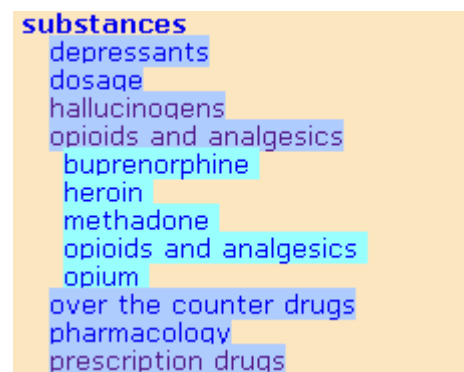 substances
depressants
dosage
hallucinogens
opioids and analgesics
buprenorphine
heroin
methadone
opioids and analgesics
opium
over the counter drugs
pharmacology
prescription drugs